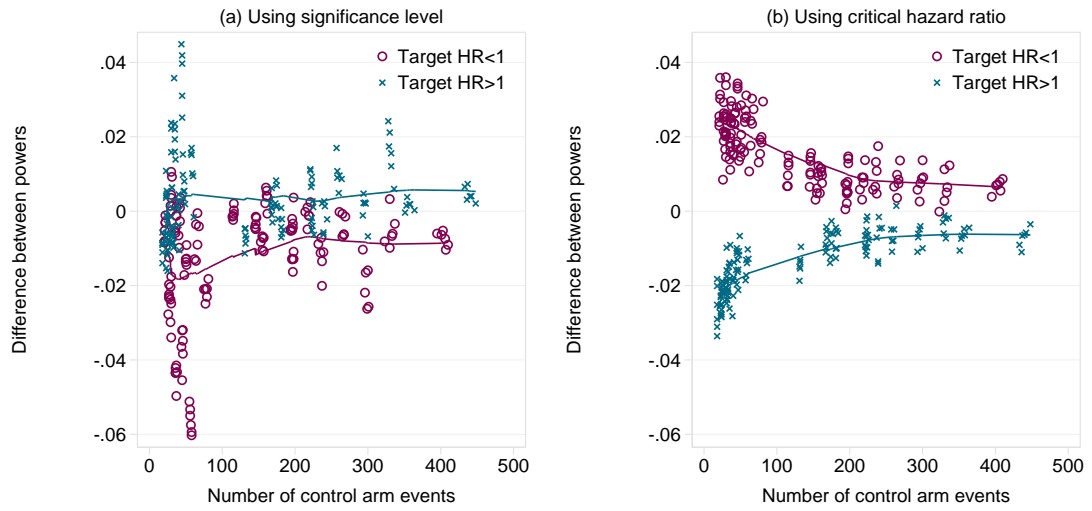 (a) Using significance level
Target HR<1
Target HR>1
.04
.02
0
-.02
-.04
-.06
Difference between powers
0
100
200
300
400
500
Number of control arm events
(b) Using critical hazard ratio
Target HR<1
Target HR>1
.04
.02
0
-.02
-.04
-.06
Difference between powers
0
100
200
300
400
500
Number of control arm events